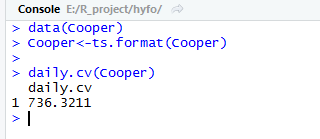 Console E:/R_project/hyfo/
> data(Cooper)
> Cooper<-ts.format(Cooper)
>
> daily.cv(Cooper)
  daily.cv
1 736.3211
>